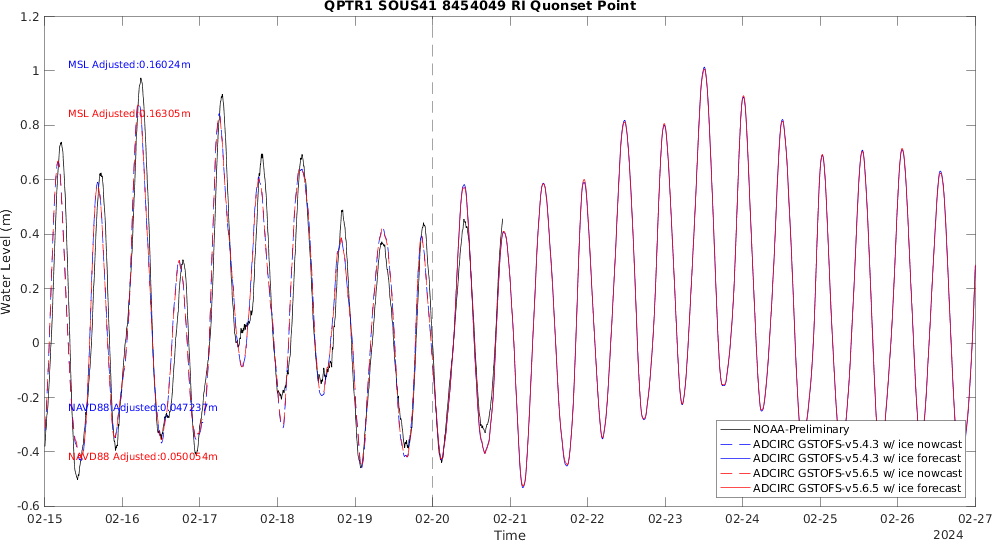 QPTR1 SOUS41 8454049 RI Quonset Point
1.2
1
0.8
0.6
0.4
0.2
0
-0.2
-0.4
-0.6
Water Level (m)
MSL Adjusted:0.16024m
MSL Adjusted:0.16305m
NAVD88 Adjusted:0.047237m
NAVD88 Adjusted:0.050054m
NOAA-Preliminary
ADCIRC GSTOFS-v5.4.3 w/ ice nowcast
ADCIRC GSTOFS-v5.4.3 w/ ice forecast
ADCIRC GSTOFS-v5.6.5 w/ ice nowcast
ADCIRC GSTOFS-v5.6.5 w/ ice forecast
02-15 02-16 02-17 02-18 02-19 02-20 02-21 02-22 02-23 02-24 02-25 02-26 02-27
Time
2024